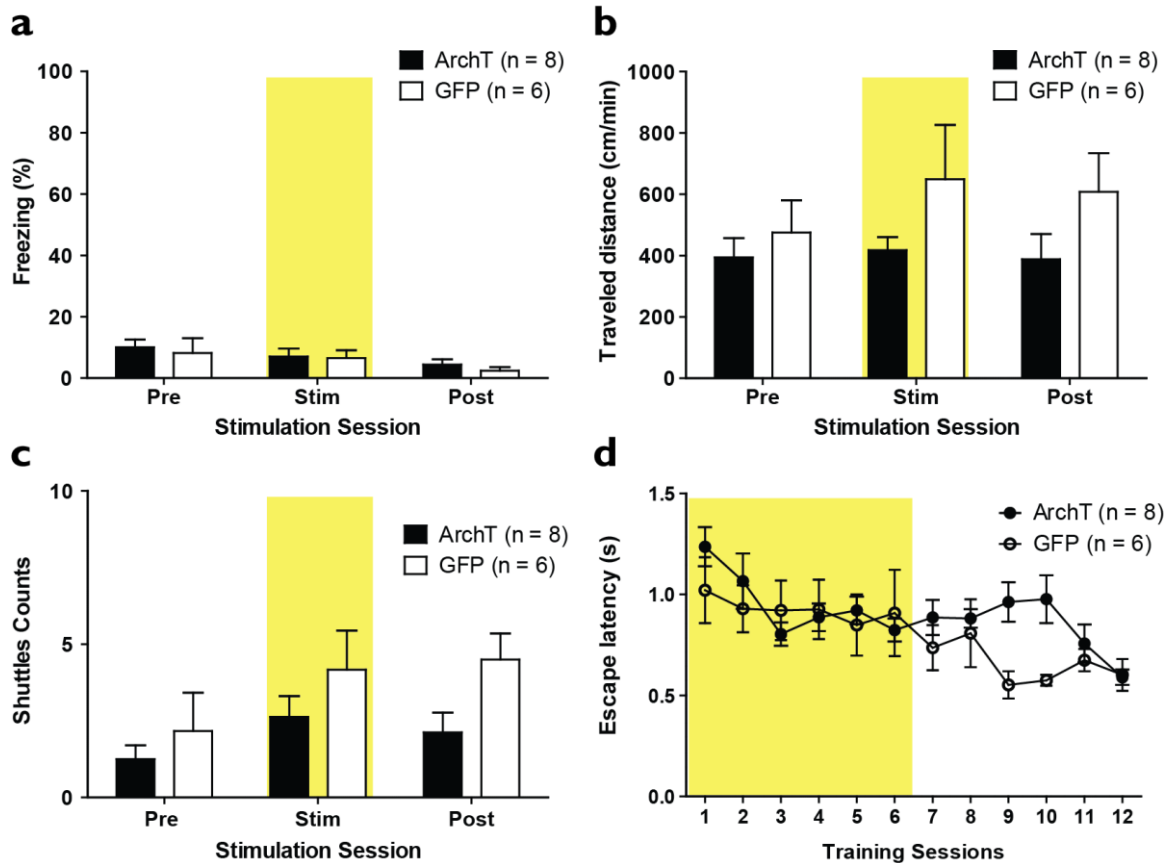 a
ArchT (n = 8)
GFP (n = 6)
Freezing (%)
100
80
60
40
20
0
Pre Stim Post
Stimulation Session
b
ArchT (n = 8)
GFP (n = 6)
Traveled distance (cm/min)
1000
800
600
400
200
0
Pre Stim Post
Stimulation Session
c
ArchT (n = 8)
GFP (n = 6)
Shuttles Counts
10
5
0
Pre Stim Post
Stimulation Session
d
ArchT (n = 8)
GFP (n = 6)
Escape latency (s)
1.5
1.0
0.5
0.0
1 2 3 4 5 6 7 8 9 10 11 12
Training Sessions